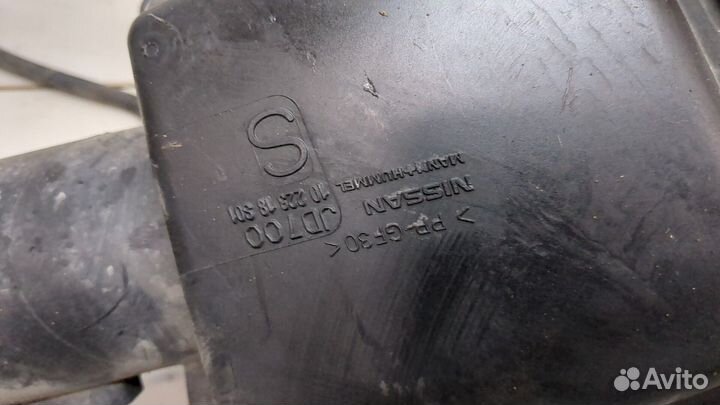 S
JD700
10 223 18 S01
MANN+HUMMEL
NISSAN
> PP-GF30 <
Avito